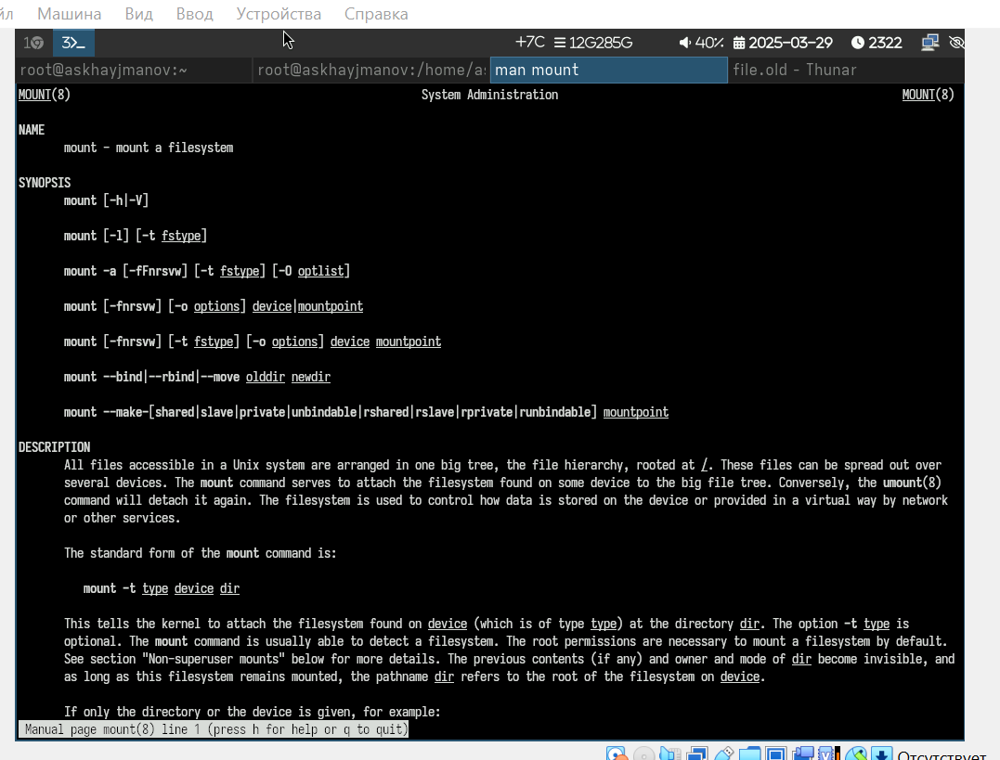 Машина Вид Ввод Устройства Справка
1 3>_ +7C ☰ 12G285G 40% 2025-03-29 2322
root@askhayjmanov:~ root@askhayjmanov:/home/a man mount file.old - Thunar
MOUNT(8) System Administration MOUNT(8)
NAME
mount - mount a filesystem
SYNOPSIS
mount [-h|-V]
mount [-l] [-t fstype]
mount -a [-fFnrsvw] [-t fstype] [-O optlist]
mount [-fnrsvw] [-o options] device|mountpoint
mount [-fnrsvw] [-t fstype] [-o options] device mountpoint
mount --bind|--rbind|--move olddir newdir
mount --make-[shared|slave|private|unbindable|rshared|rslave|rprivate|runbindable] mountpoint
DESCRIPTION
All files accessible in a Unix system are arranged in one big tree, the file hierarchy, rooted at /. These files can be spread out over
several devices. The mount command serves to attach the filesystem found on some device to the big file tree. Conversely, the umount(8)
command will detach it again. The filesystem is used to control how data is stored on the device or provided in a virtual way by network
or other services.
The standard form of the mount command is:
mount -t type device dir
This tells the kernel to attach the filesystem found on device (which is of type type) at the directory dir. The option -t type is
optional. The mount command is usually able to detect a filesystem. The root permissions are necessary to mount a filesystem by default.
See section "Non-superuser mounts" below for more details. The previous contents (if any) and owner and mode of dir become invisible, and
as long as this filesystem remains mounted, the pathname dir refers to the root of the filesystem on device.
If only the directory or the device is given, for example:
Manual page mount(8) line 1 (press h for help or q to quit)